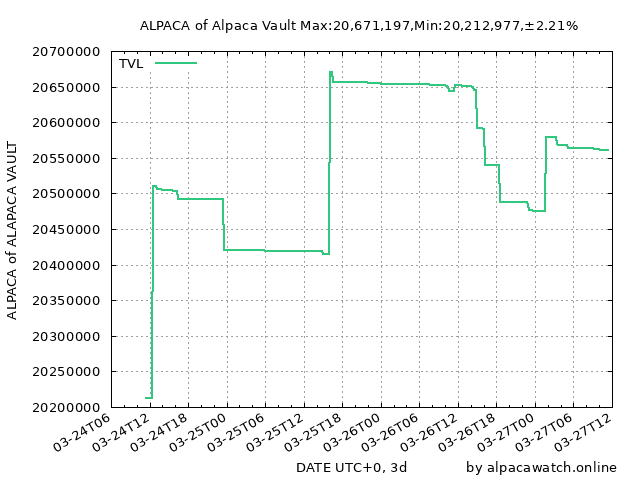 ALPACA of Alpaca Vault Max:20,671,197,Min:20,212,977,±2.21%
TVL
ALPACA of ALAPACA VAULT
20700000
20650000
20600000
20550000
20500000
20450000
20400000
20350000
20300000
20250000
20200000
03-24T06
03-24T12
03-24T18
03-25T00
03-25T06
03-25T12
03-25T18
03-26T00
03-26T06
03-26T12
03-26T18
03-27T00
03-27T06
03-27T12
DATE UTC+0, 3d
by alpacawatch.online